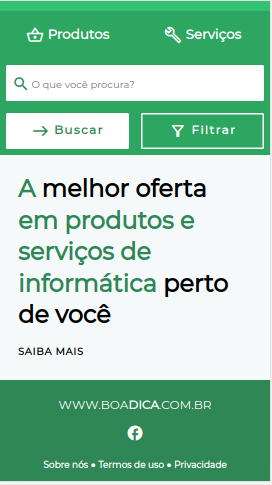 Produtos
Serviços
O que você procura?
Buscar
Filtrar
A melhor oferta
em produtos e
serviços de
informática perto
de você
SAIBA MAIS
WWW.BOADICA.COM.BR
Sobre nós ● Termos de uso ● Privacidade